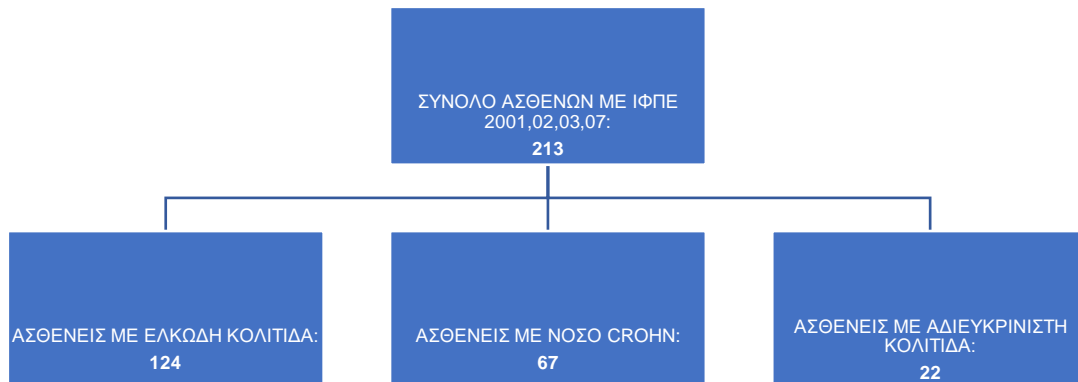 ΣΥΝΟΛΟ ΑΣΘΕΝΩΝ ΜΕ ΙΦΠΕ
2001,02,03,07:
213
ΑΣΘΕΝΕΙΣ ΜΕ ΕΛΚΩΔΗ ΚΟΛΙΤΙΔΑ:
124
ΑΣΘΕΝΕΙΣ ΜΕ ΝΟΣΟ CROHN:
67
ΑΣΘΕΝΕΙΣ ΜΕ ΑΔΙΕΥΚΡΙΝΙΣΤΗ
ΚΟΛΙΤΙΔΑ:
22